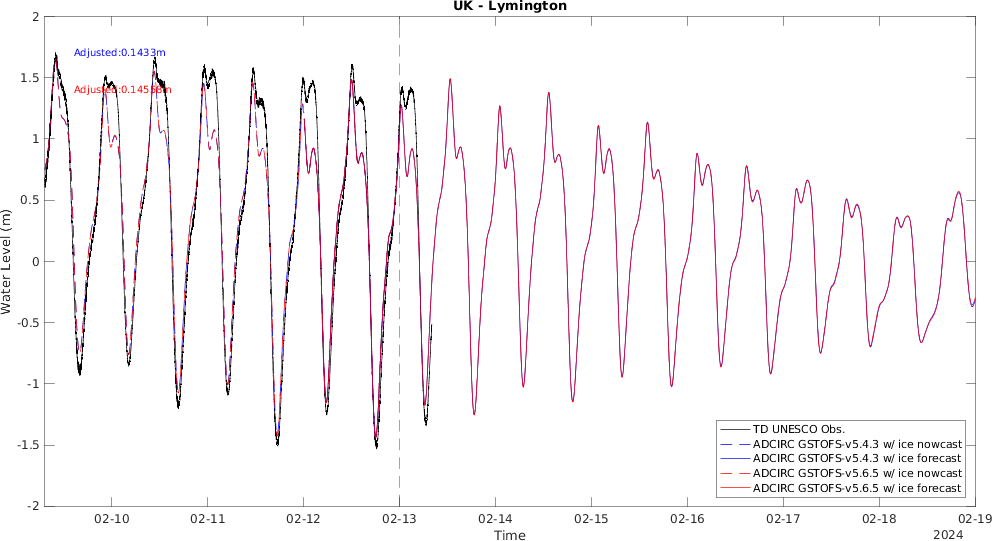 UK - Lymington
2
1.5
1
0.5
0
-0.5
-1
-1.5
-2
Water Level (m)
Adjusted:0.1433m
TD UNESCO Obs.
ADCIRC GSTOFS-v5.4.3 w/ ice nowcast
ADCIRC GSTOFS-v5.4.3 w/ ice forecast
ADCIRC GSTOFS-v5.6.5 w/ ice nowcast
ADCIRC GSTOFS-v5.6.5 w/ ice forecast
02-10 02-11 02-12 02-13 02-14 02-15 02-16 02-17 02-18 02-19
Time
2024